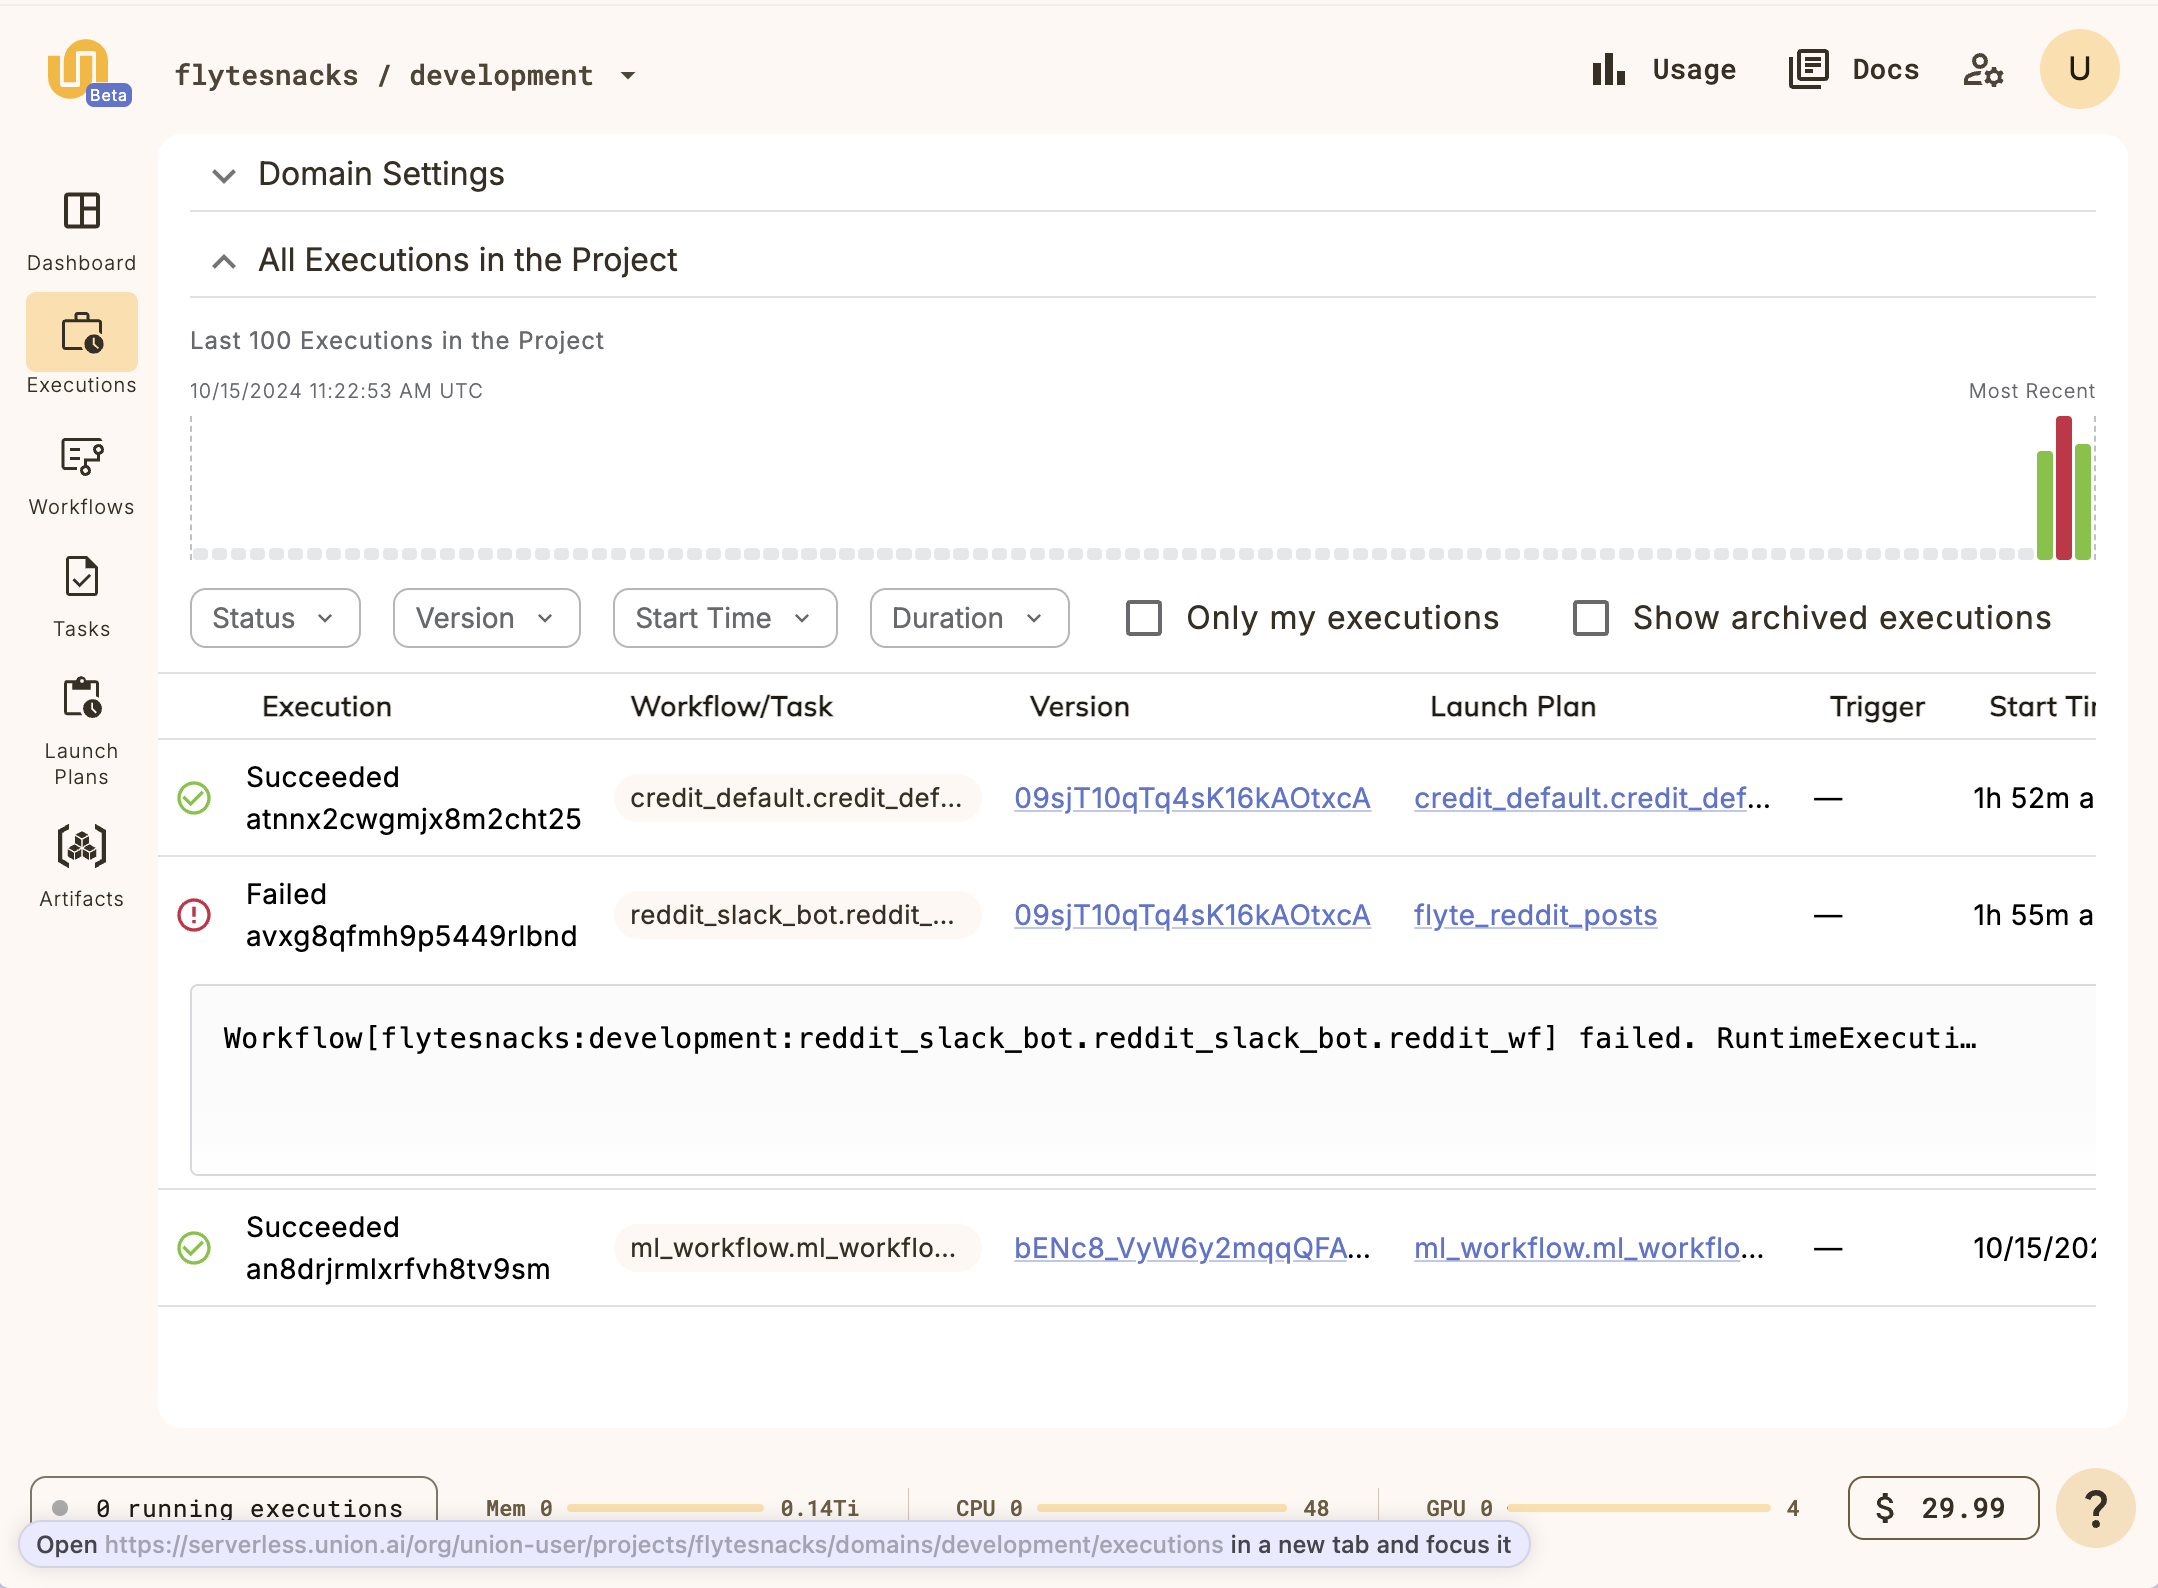 Beta
flytesnacks / development
Usage
Docs
U
Dashboard
Executions
Workflows
Tasks
Launch
Plans
Artifacts
Domain Settings
All Executions in the Project
Last 100 Executions in the Project
10/15/2024 11:22:53 AM UTC
Most Recent
Status
Version
Start Time
Duration
Only my executions
Show archived executions
Execution Workflow/Task Version Launch Plan Trigger Start Tir
Succeeded
atnnx2cwgmjx8m2cht25
credit_default.credit_def...
09sjT10qTq4sK16kAOtxcA
credit_default.credit_def...
—
1h 52m a
Failed
avxg8qfmh9p5449rlbnd
reddit_slack_bot.reddit_...
09sjT10qTq4sK16kAOtxcA
flyte_reddit_posts
—
1h 55m a
Workflow[flytesnacks:development:reddit_slack_bot.reddit_slack_bot.reddit_wf] failed. RuntimeExecuti…
Succeeded
an8drjrmlxrfvh8tv9sm
ml_workflow.ml_workflo...
bENc8_VyW6y2mqqQFA...
ml_workflow.ml_workflo...
—
10/15/202
0 running executions
Mem 0 0.14Ti
CPU 0 48
GPU 0 4
$ 29.99
?
Open https://serverless.union.ai/org/union-user/projects/flytesnacks/domains/development/executions in a new tab and focus it